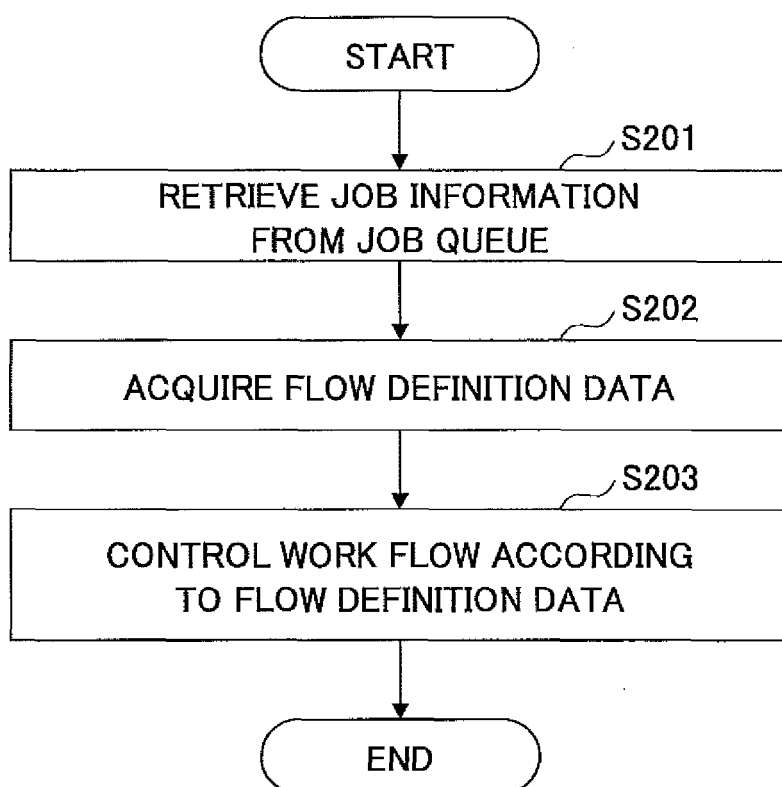 START
S201
RETRIEVE JOB INFORMATION
FROM JOB QUEUE
S202
ACQUIRE FLOW DEFINITION DATA
S203
CONTROL WORK FLOW ACCORDING
TO FLOW DEFINITION DATA
END